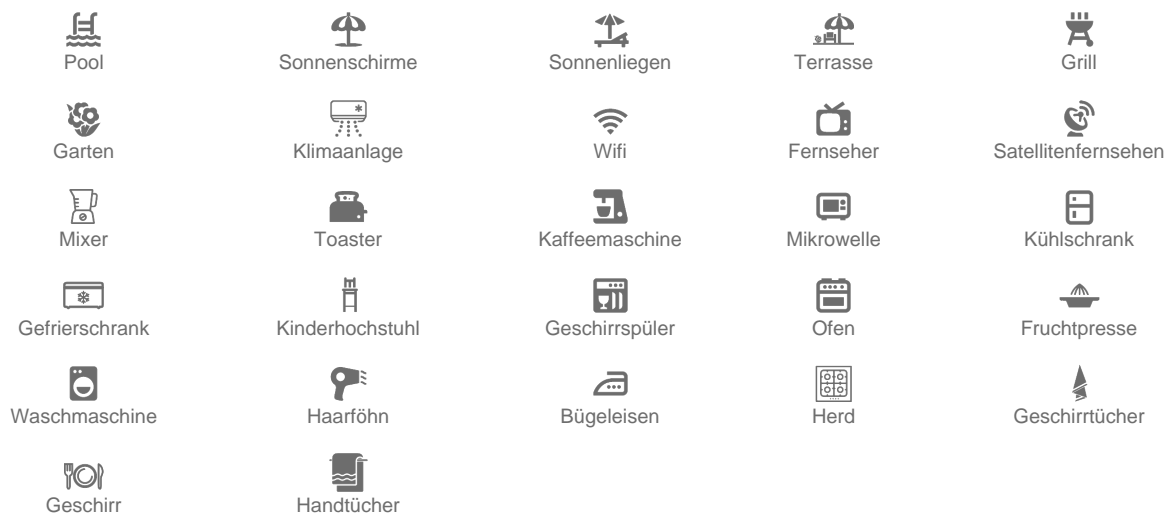 Pool Sonnenschirme Sonnenliegen Terrasse Grill
Garten Klimaanlage Wifi Fernseher Satellitenfernsehen
Mixer Toaster Kaffeemaschine Mikrowelle Kühlschrank
Gefrierschrank Kinderhochstuhl Geschirrspüler Ofen Fruchtpresse
Waschmaschine Haarföhn Bügeleisen Herd Geschirrtücher
Geschirr Handtücher